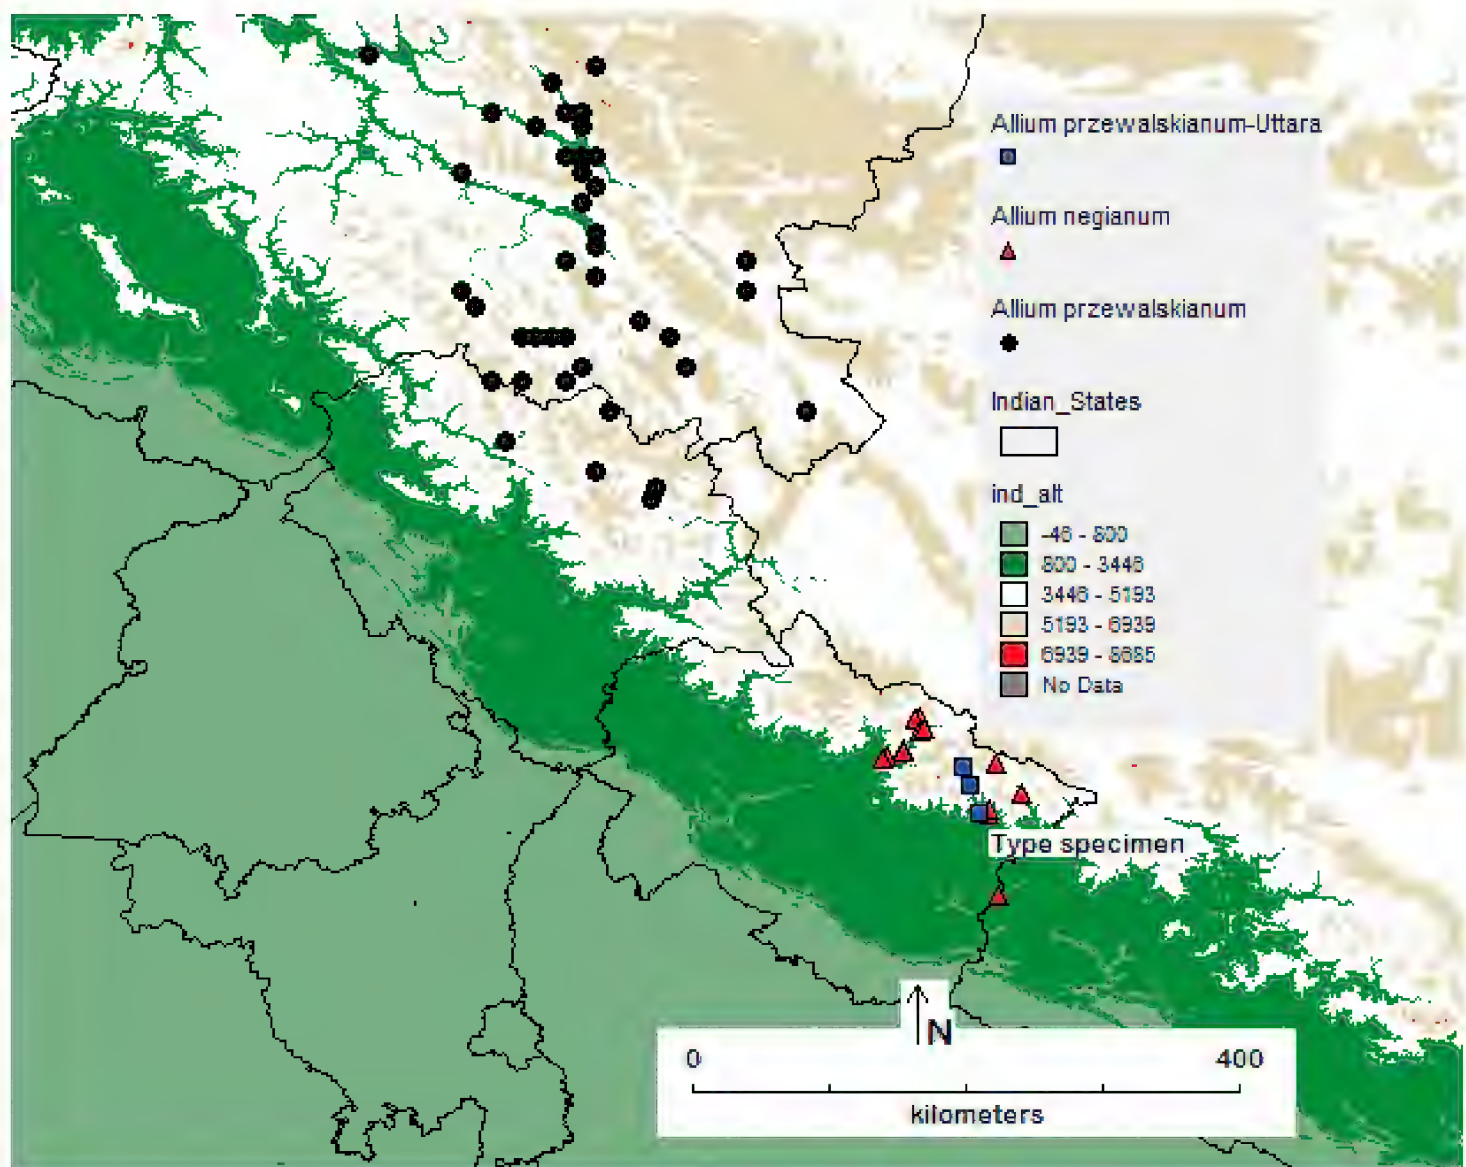 Allium przewalskianum-Uttara
Allium negianum
Allium przewalskianum
Indian_States
ind_alt
-46 - 800
800 - 3446
3446 - 5193
5193 - 6939
6939 - 8685
No Data
Type specimen
N
0 400
kilometers